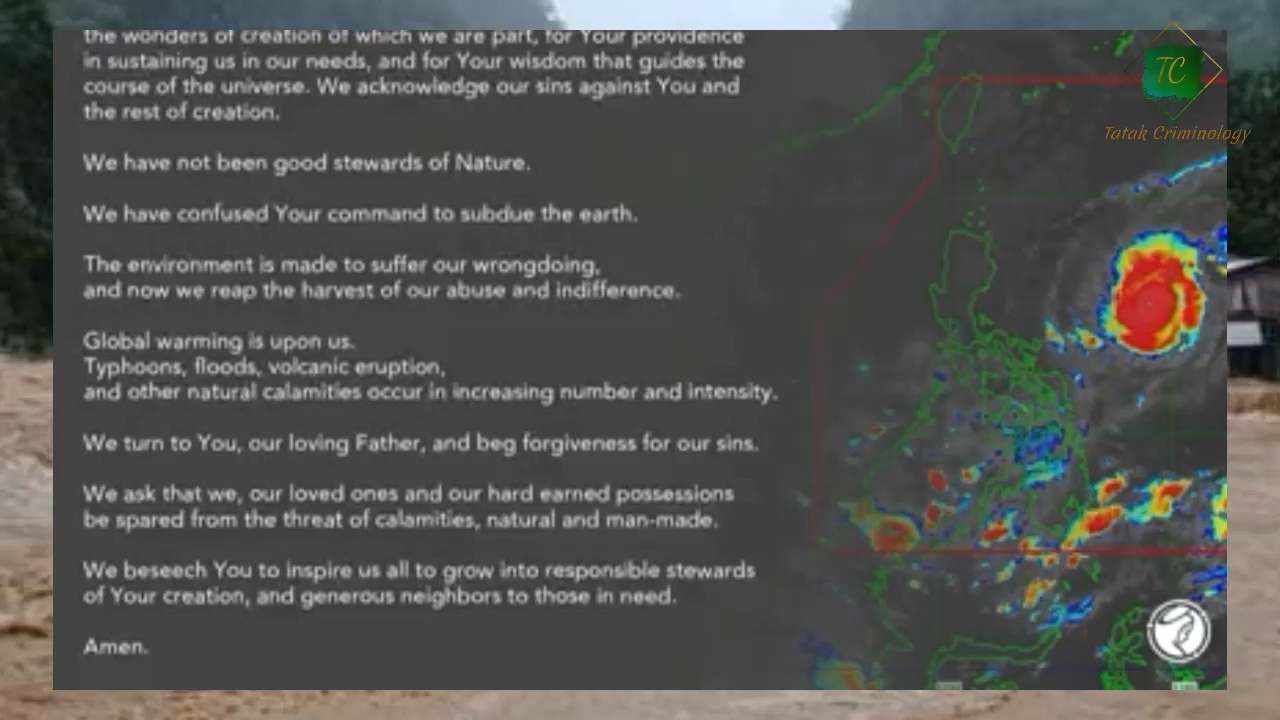 the wonders of creation of which we are part, for Your providence
in sustaining us in our needs, and for Your wisdom that guides the
course of the universe. We acknowledge our sins against You and
the rest of creation.
We have not been good stewards of Nature.
We have confused Your command to subdue the earth.
The environment is made to suffer our wrongdoing,
and now we reap the harvest of our abuse and indifference.
Global warming is upon us.
Typhoons, floods, volcanic eruption,
and other natural calamities occur in increasing number and intensity.
We turn to You, our loving Father, and beg forgiveness for our sins.
We ask that we, our loved ones and our hard earned possessions
be spared from the threat of calamities, natural and man-made.
We beseech You to inspire us all to grow into responsible stewards
of Your creation, and generous neighbors to those in need.
Amen.
TC
Tatak Criminology